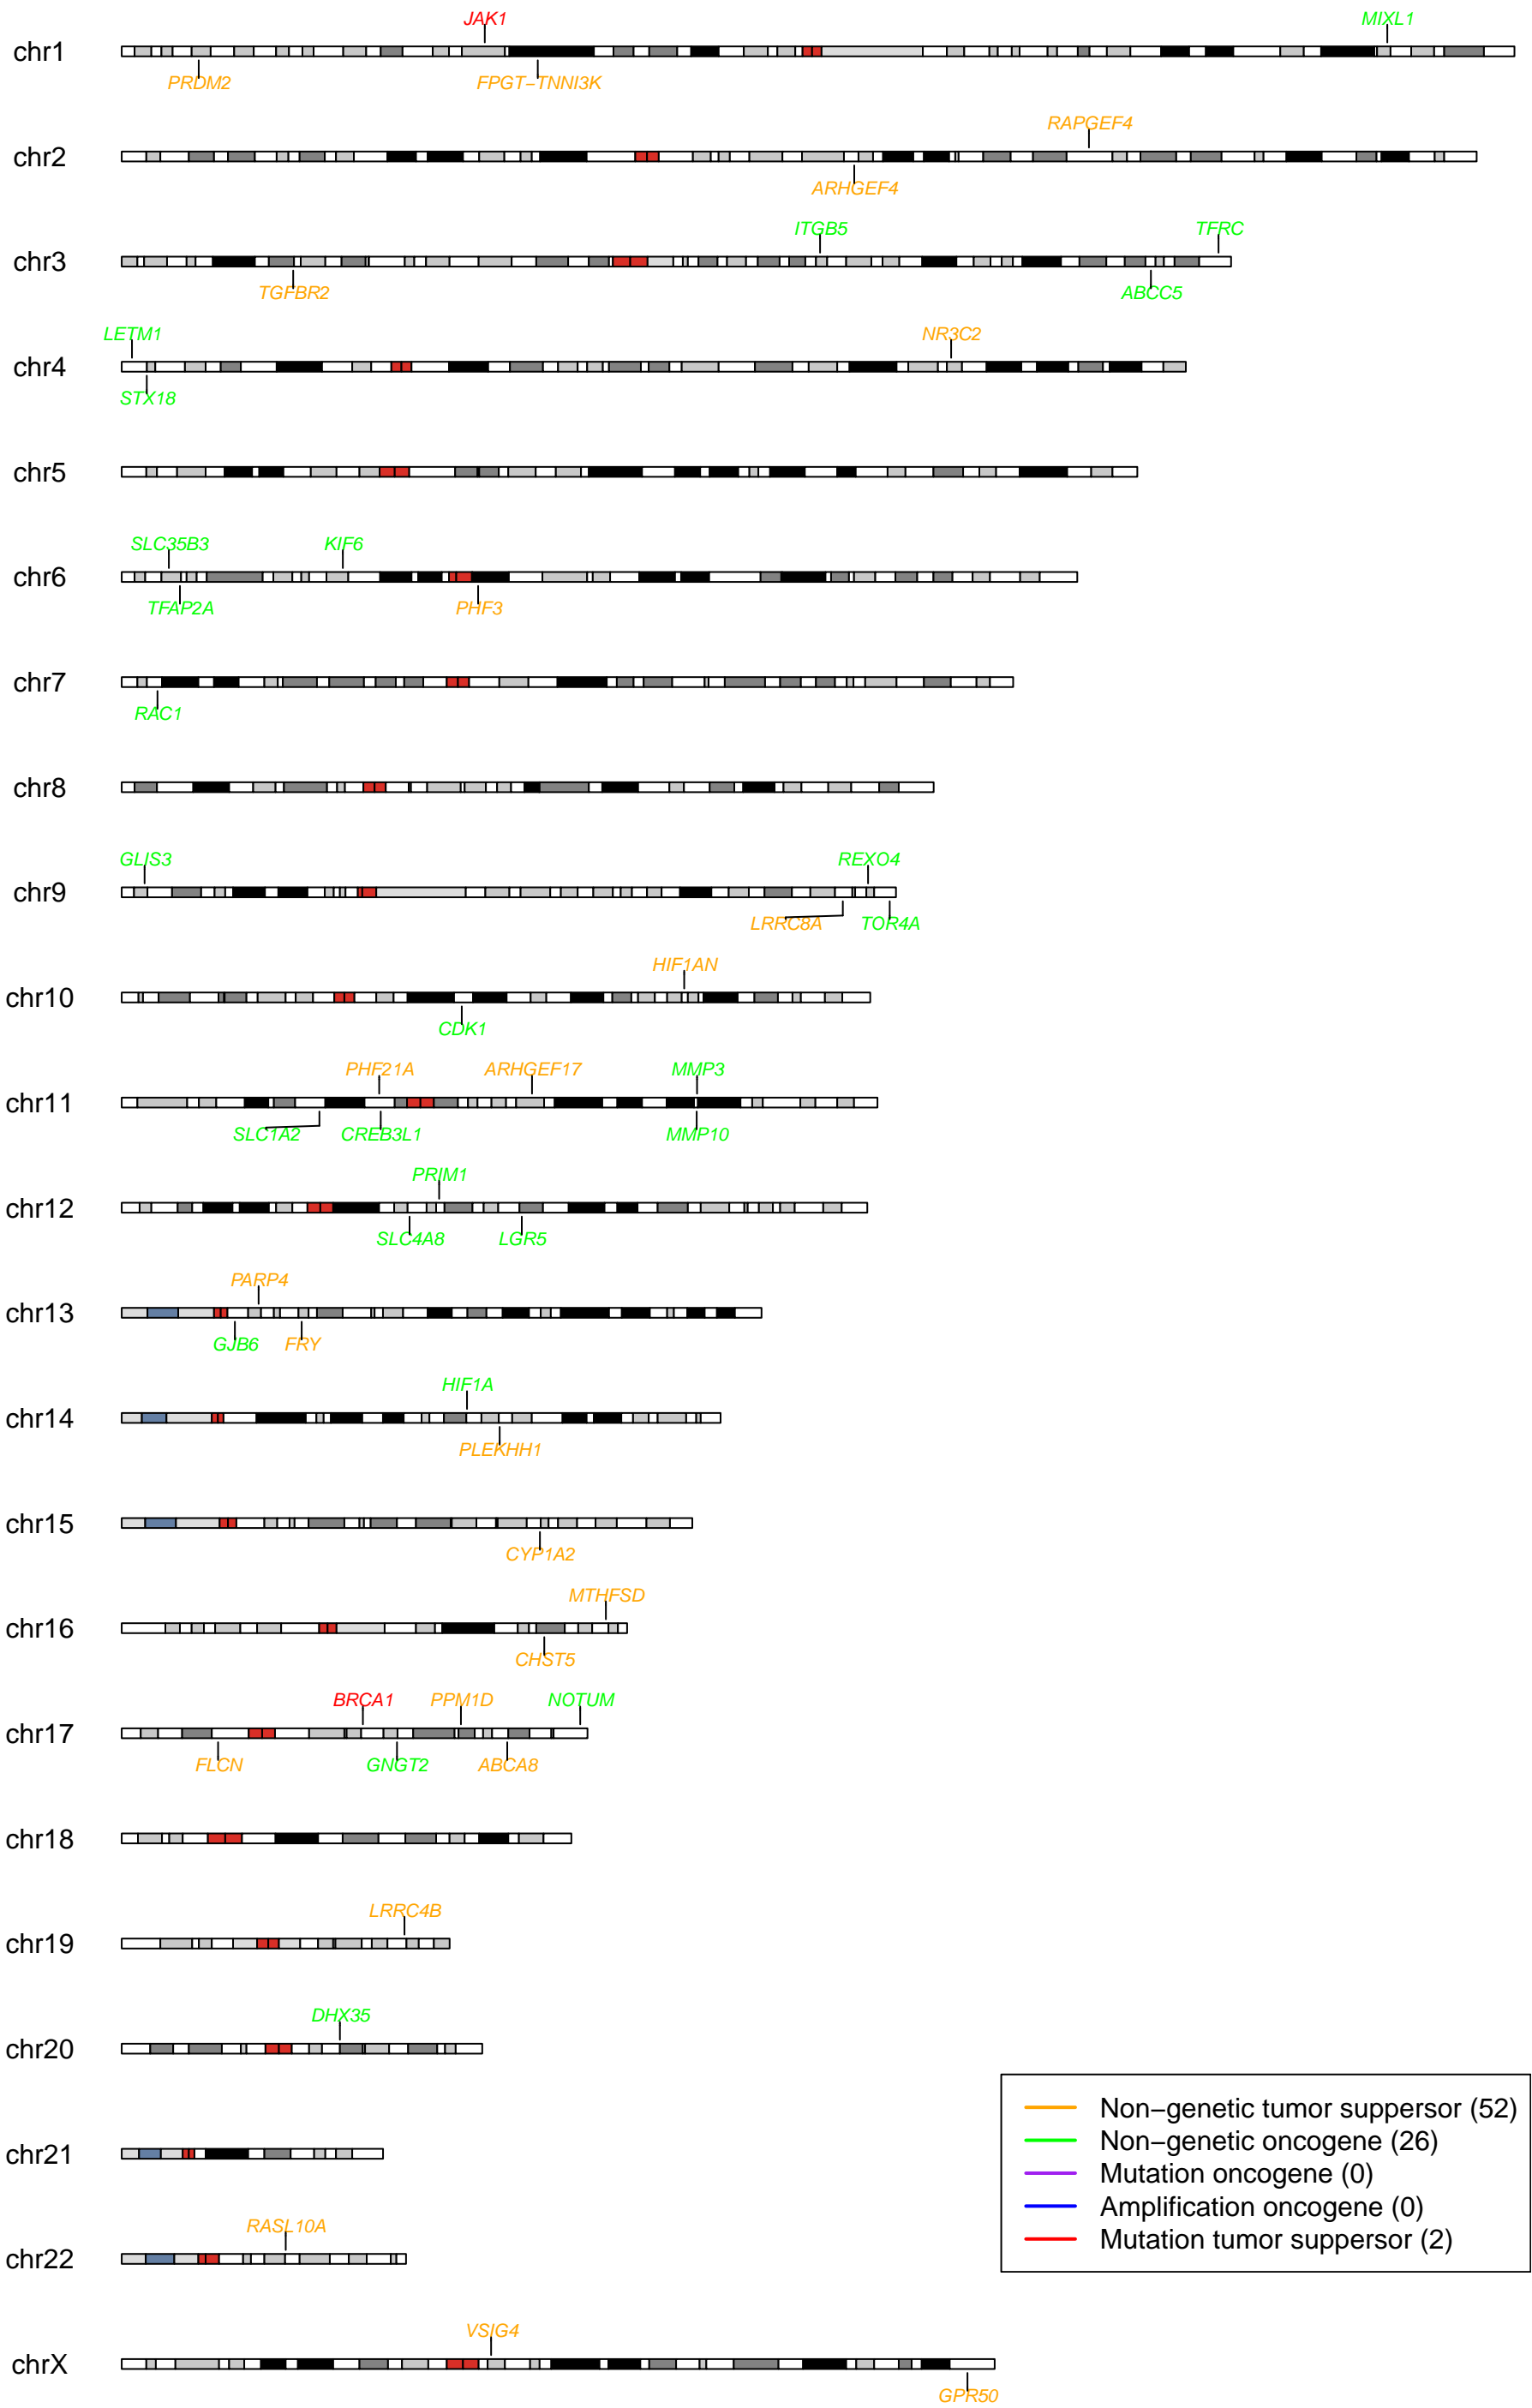 JAK1 MIXL1
chr1
PRDM2 FPGT−TNNI3K
RAPGEF4
chr2
ARHGEF4
ITGB5 TFRC
chr3
TGFBR2 ABCC5
LETM1 NR3C2
chr4
STX18
chr5
SLC35B3 KIF6
chr6
TFAP2A PHF3
chr7
RAC1
chr8
GLIS3 REXO4
chr9
LRRC8A TOR4A
HIF1AN
chr10
CDK1
PHF21A ARHGEF17 MMP3
chr11
SLC1A2 CREB3L1 MMP10
PRIM1
chr12
SLC4A8 LGR5
PARP4
chr13
GJB6 FRY
HIF1A
chr14
PLEKHH1
chr15
CYP1A2
MTHFSD
chr16
CHST5
BRCA1 PPM1D NOTUM
chr17
FLCN GNGT2 ABCA8
chr18
LRRC4B
chr19
DHX35
chr20
Non−genetic tumor suppersor (52)
Non−genetic oncogene (26)
Mutation oncogene (0)
Amplification oncogene (0)
Mutation tumor suppersor (2)
chr21
RASL10A
chr22
VSIG4
chrX
GPR50